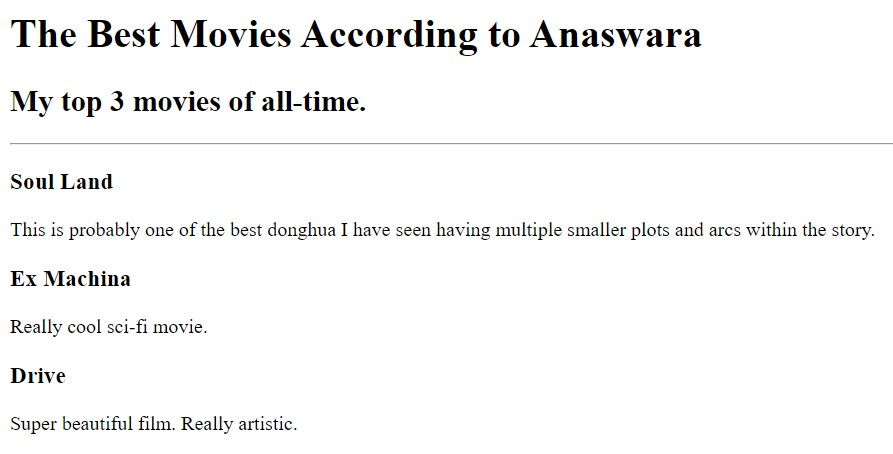 The Best Movies According to Anaswara
My top 3 movies of all-time.
Soul Land
This is probably one of the best donghua I have seen having multiple smaller plots and arcs within the story.
Ex Machina
Really cool sci-fi movie.
Drive
Super beautiful film. Really artistic.